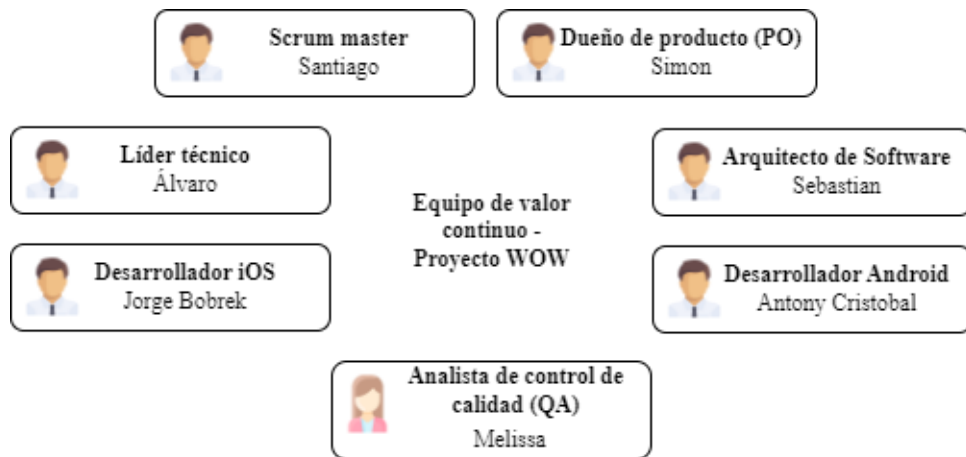 Scrum master
Santiago
Dueño de producto (PO)
Simon
Líder técnico
Álvaro
Arquitecto de Software
Sebastian
Equipo de valor
continuo -
Proyecto WOW
Desarrollador iOS
Jorge Bobrek
Desarrollador Android
Antony Cristobal
Analista de control de
calidad (QA)
Melissa